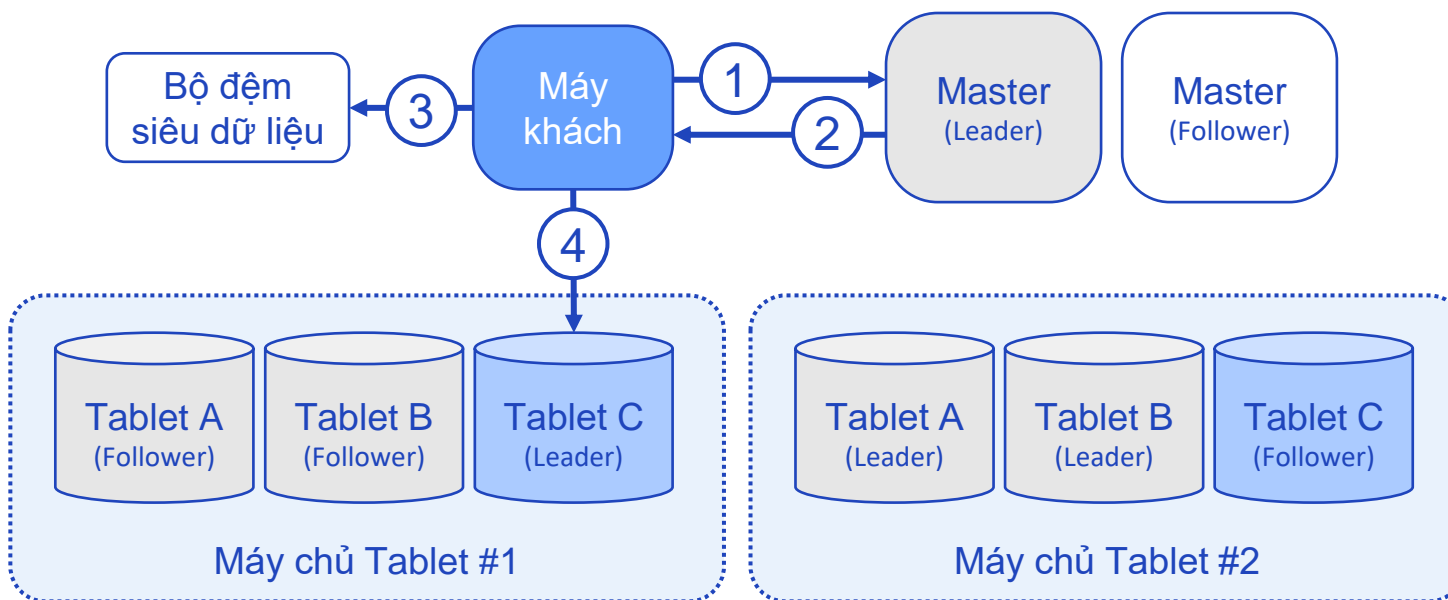 Bộ đệm
siêu dữ liệu
3
Máy
khách
1
2
Master
(Leader)
Master
(Follower)
4
Tablet A
(Follower)
Tablet B
(Follower)
Tablet C
(Leader)
Máy chủ Tablet #1
Tablet A
(Leader)
Tablet B
(Leader)
Tablet C
(Follower)
Máy chủ Tablet #2